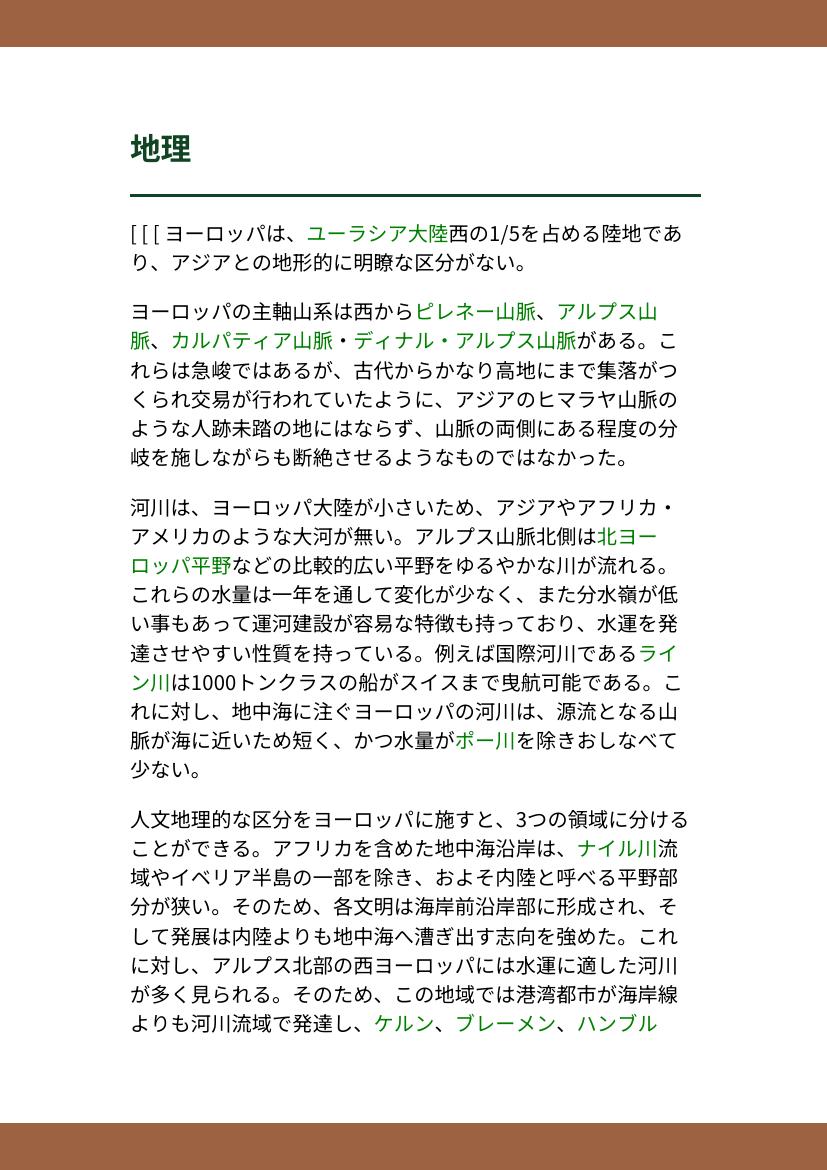 地理
[ [ [ ヨーロッパは、ユーラシア大陸西の1/5を占める陸地であ
り、アジアとの地形的に明瞭な区分がない。
ヨーロッパの主軸山系は西からピレネー山脈、アルプス山
脈、カルパティア山脈・ディナル・アルプス山脈がある。こ
れらは急峻ではあるが、古代からかなり高地にまで集落がつ
くられ交易が行われていたように、アジアのヒマラヤ山脈の
ような人跡未踏の地にはならず、山脈の両側にある程度の分
岐を施しながらも断絶させるようなものではなかった。
河川は、ヨーロッパ大陸が小さいため、アジアやアフリカ・
アメリカのような大河が無い。アルプス山脈北側は北ヨー
ロッパ平野などの比較的広い平野をゆるやかな川が流れる。
これらの水量は一年を通して変化が少なく、また分水嶺が低
い事もあって運河建設が容易な特徴も持っており、水運を発
達させやすい性質を持っている。例えば国際河川であるライ
ン川は1000トンクラスの船がスイスまで曳航可能である。こ
れに対し、地中海に注ぐヨーロッパの河川は、源流となる山
脈が海に近いため短く、かつ水量がポー川を除きおしなべて
少ない。
人文地理的な区分をヨーロッパに施すと、3つの領域に分ける
ことができる。アフリカを含めた地中海沿岸は、ナイル川流
域やイベリア半島の一部を除き、およそ内陸と呼べる平野部
分が狭い。そのため、各文明は海岸前沿岸部に形成され、そ
して発展は内陸よりも地中海へ漕ぎ出す志向を強めた。これ
に対し、アルプス北部の西ヨーロッパには水運に適した河川
が多く見られる。そのため、この地域では港湾都市が海岸線
よりも河川流域で発達し、ケルン、ブレーメン、ハンブル